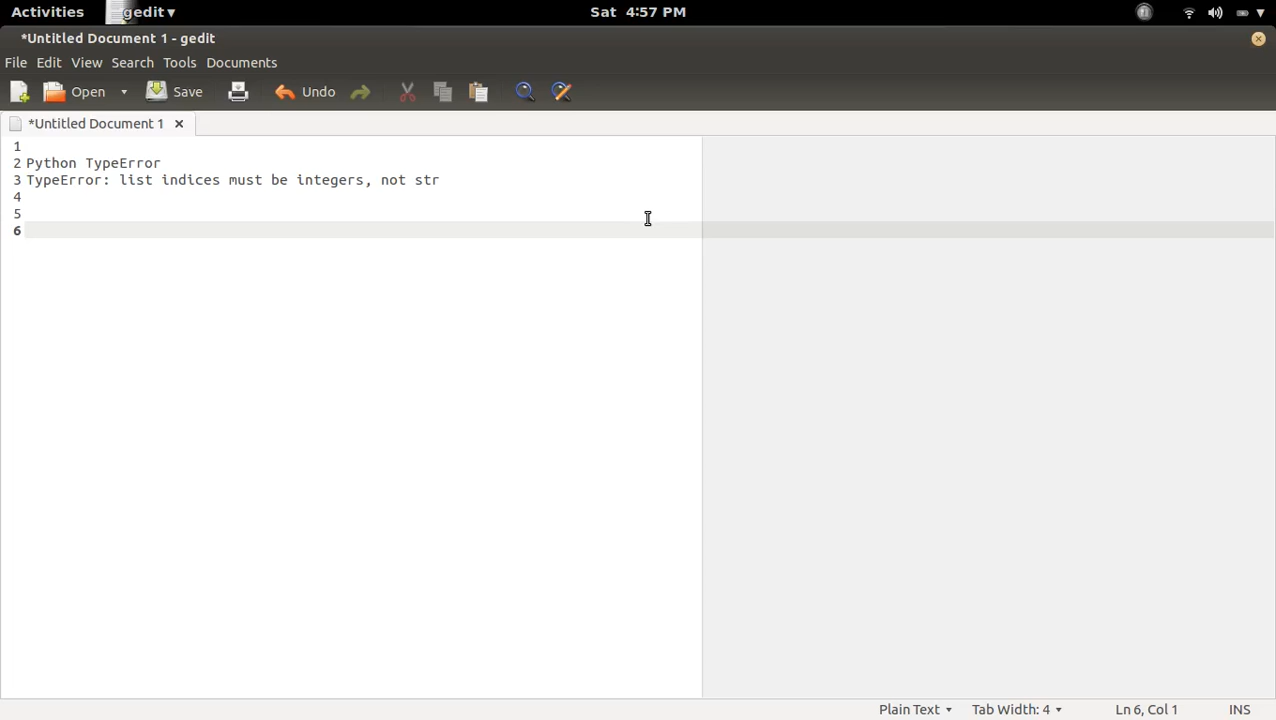 Activities gedit ▾ Sat 4:57 PM
*Untitled Document 1 - gedit
File Edit View Search Tools Documents
Open Save Undo
*Untitled Document 1
1
2 Python TypeError
3 TypeError: list indices must be integers, not str
4
5
6
Plain Text ▾ Tab Width: 4 ▾ Ln 6, Col 1 INS